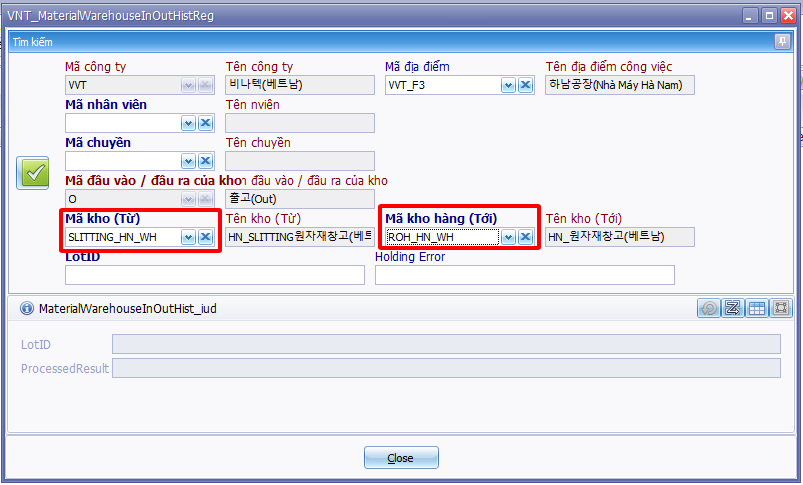 VNT_MaterialWarehouseInOutHistReg
Tìm kiếm
Mã công ty Tên công ty Mã địa điểm Tên địa điểm công việc
VVT 비나텍(베트남) VVT_F3 하남공장(Nhà Máy Hà Nam)
Mã nhân viên Tên nviên
Mã chuyền Tên chuyền
Mã đầu vào / đầu ra của kho n đầu vào / đầu ra của kho
O 출고(Out)
Mã kho (Từ) Tên kho (Từ) Mã kho hàng (Tới) Tên kho (Tới)
SLITTING_HN_WH HN_SLITTING원자재창고(베트 ROH_HN_WH HN_원자재창고(베트남)
LotID Holding Error
MaterialWarehouseInOutHist_iud
LotID
ProcessedResult
Close